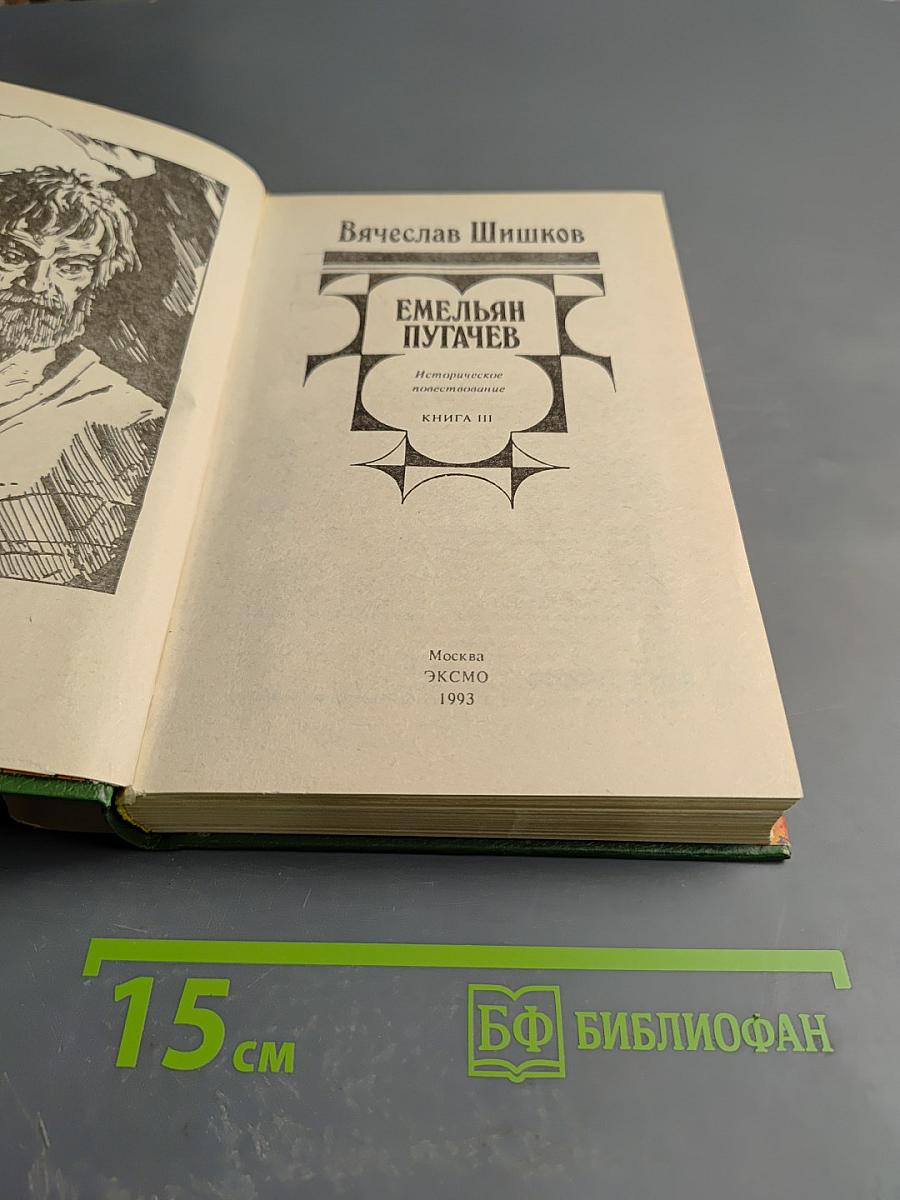 Вячеслав Шишков
ЕМЕЛЬЯН
ПУГАЧЕВ
Историческое
повествование
КНИГА III
Москва
ЭКСМО
1993
15 см
БФ БИБЛИОФАН